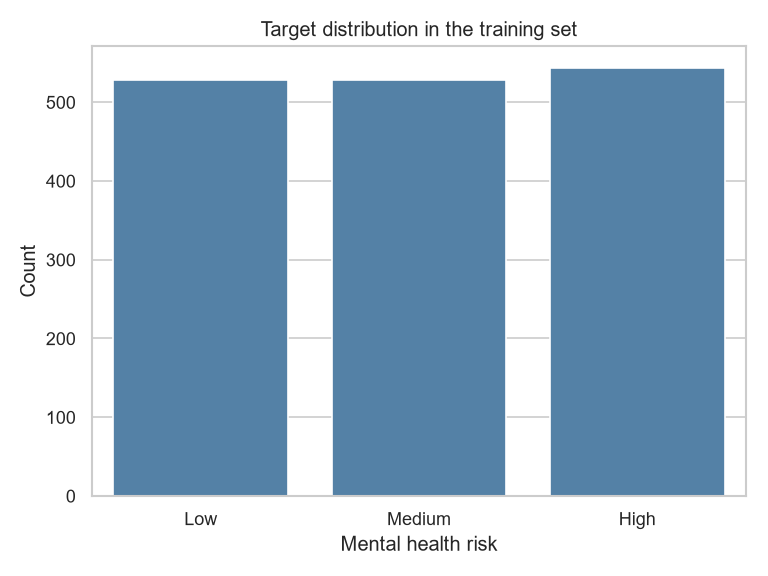 Target distribution in the training set
500
400
300
200
100
0
Count
Low
Medium
High
Mental health risk